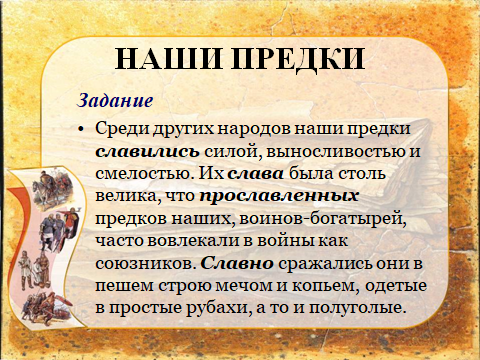 НАШИ ПРЕДКИ
Задание
• Среди других народов наши предки
славились силой, выносливостью и
смелостью. Их слава была столь
велика, что прославленных
предков наших, воинов-богатырей,
часто вовлекали в войны как
союзников. Славно сражались они в
пешем строю мечом и копьем, одетые
в простые рубахи, а то и полуголые.